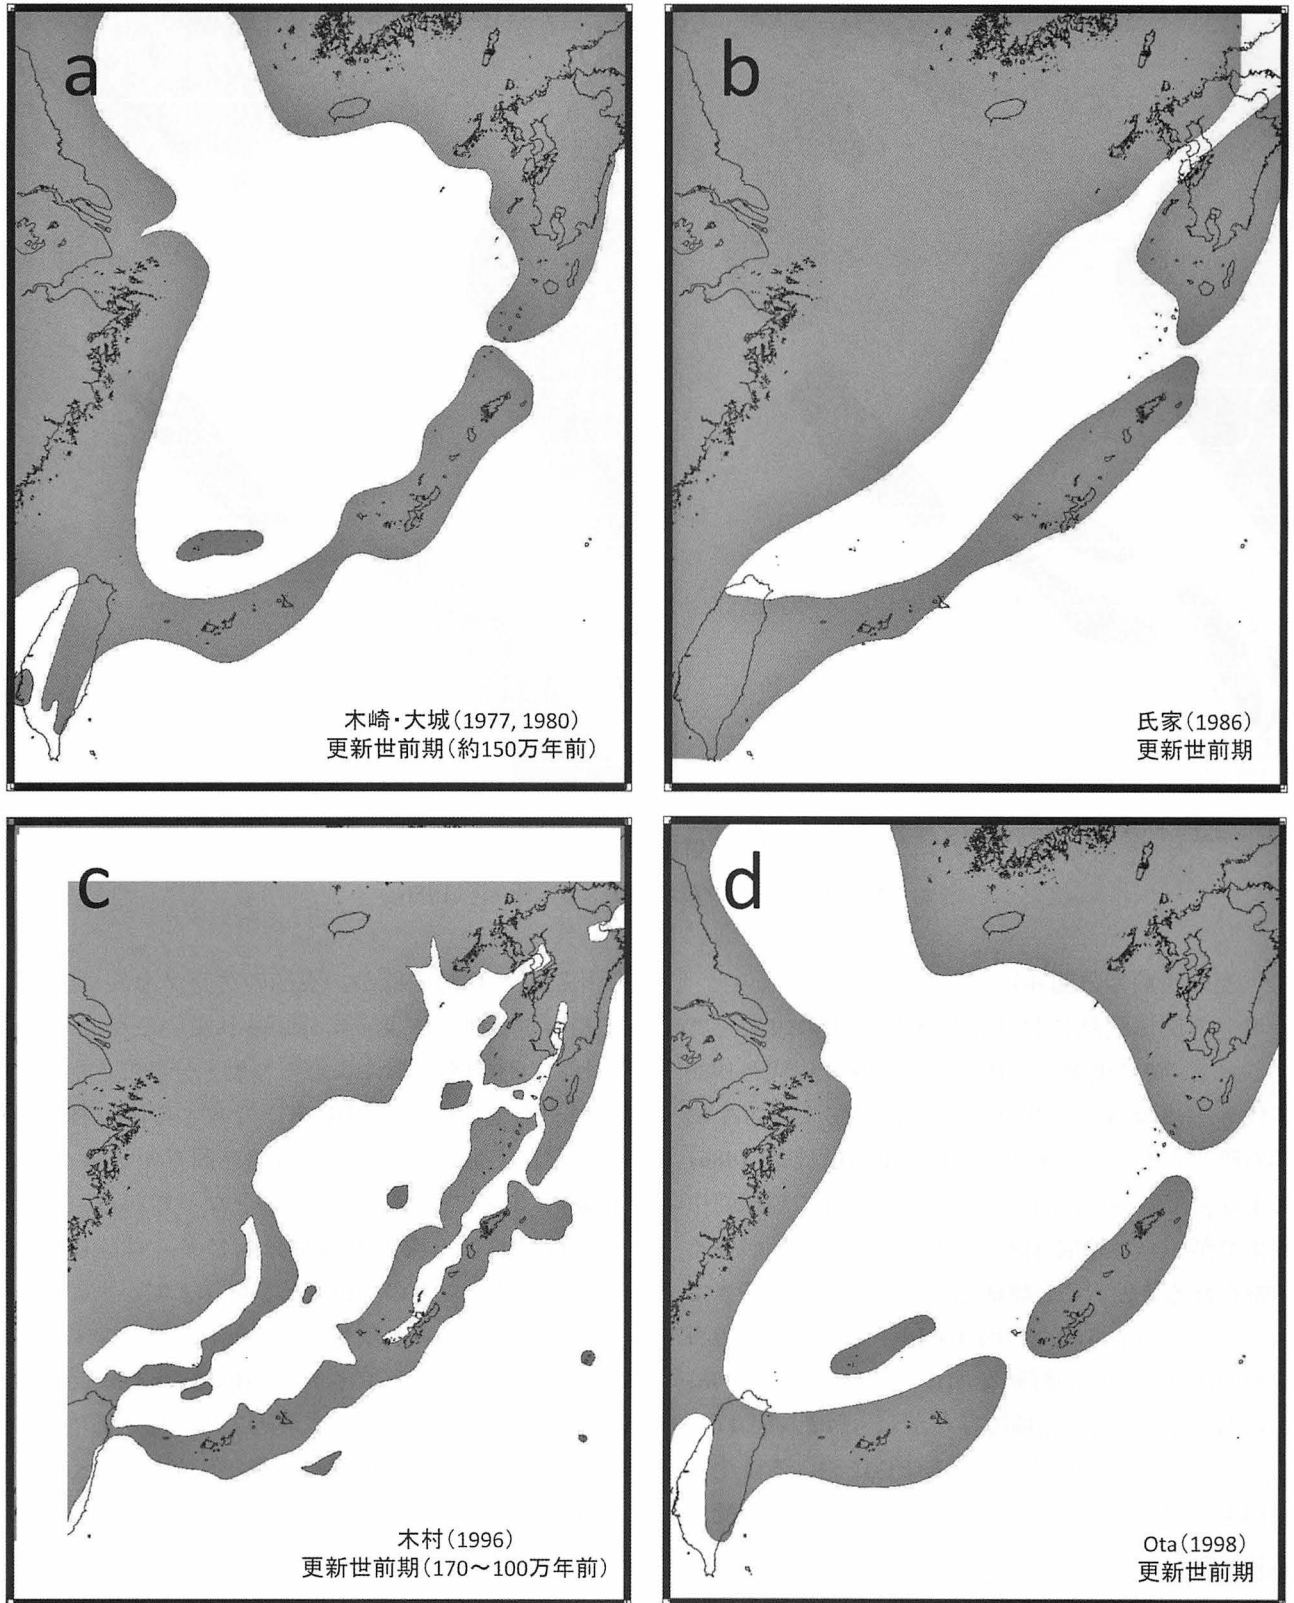 a
木崎・大城(1977, 1980)
更新世前期(約150万年前)
b
氏家(1986)
更新世前期
c
木村(1996)
更新世前期(170～100万年前)
d
Ota(1998)
更新世前期